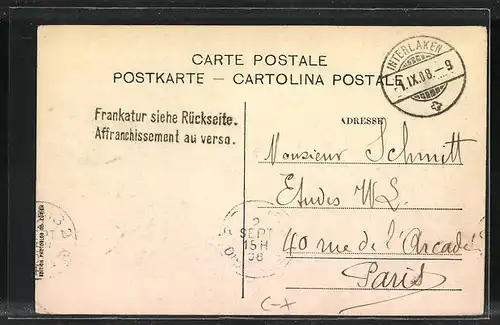 CARTE POSTALE
POSTKARTE — CARTOLINA POSTALE
INTERLAKEN
-1.IX.08.-9
Frankatur siehe Rückseite.
Affranchissement au verso.
ADRESSE
Monsieur Schmitt
Etudes
40 rue de l'Arcade
Paris
2
SEPT
15H
08